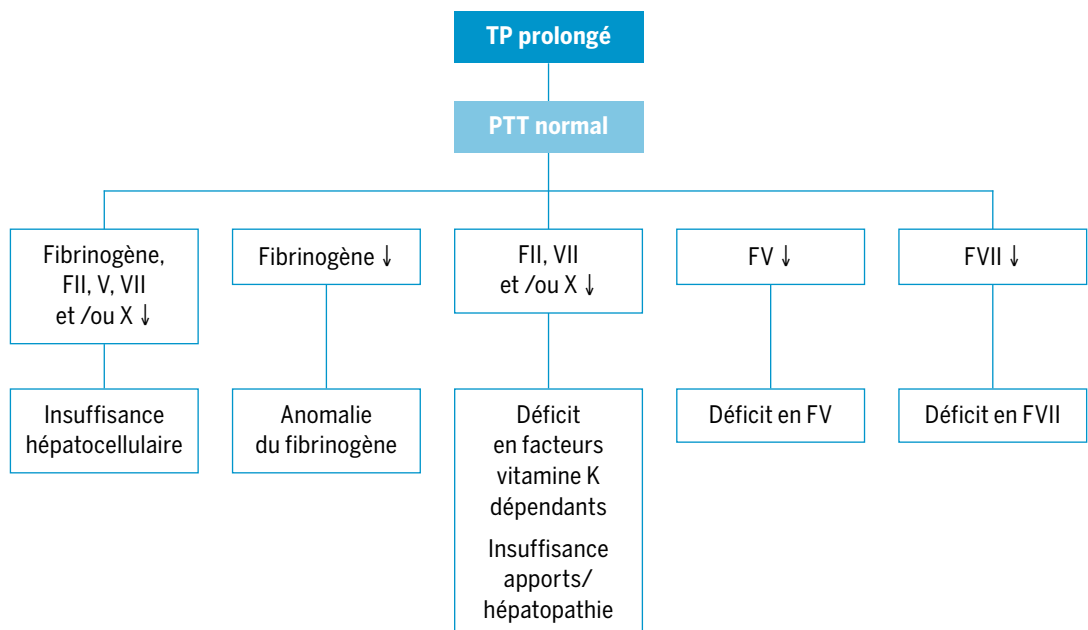 TP prolongé
PTT normal
Fibrinogène,
FII, V, VII
et /ou X ↓
Fibrinogène ↓
FII, VII
et /ou X ↓
FV ↓
FVII ↓
Insuffisance
hépatocellulaire
Anomalie
du fibrinogène
Déficit
en facteurs
vitamine K
dépendants
Insuffisance
apports/
hépatopathie
Déficit en FV
Déficit en FVII